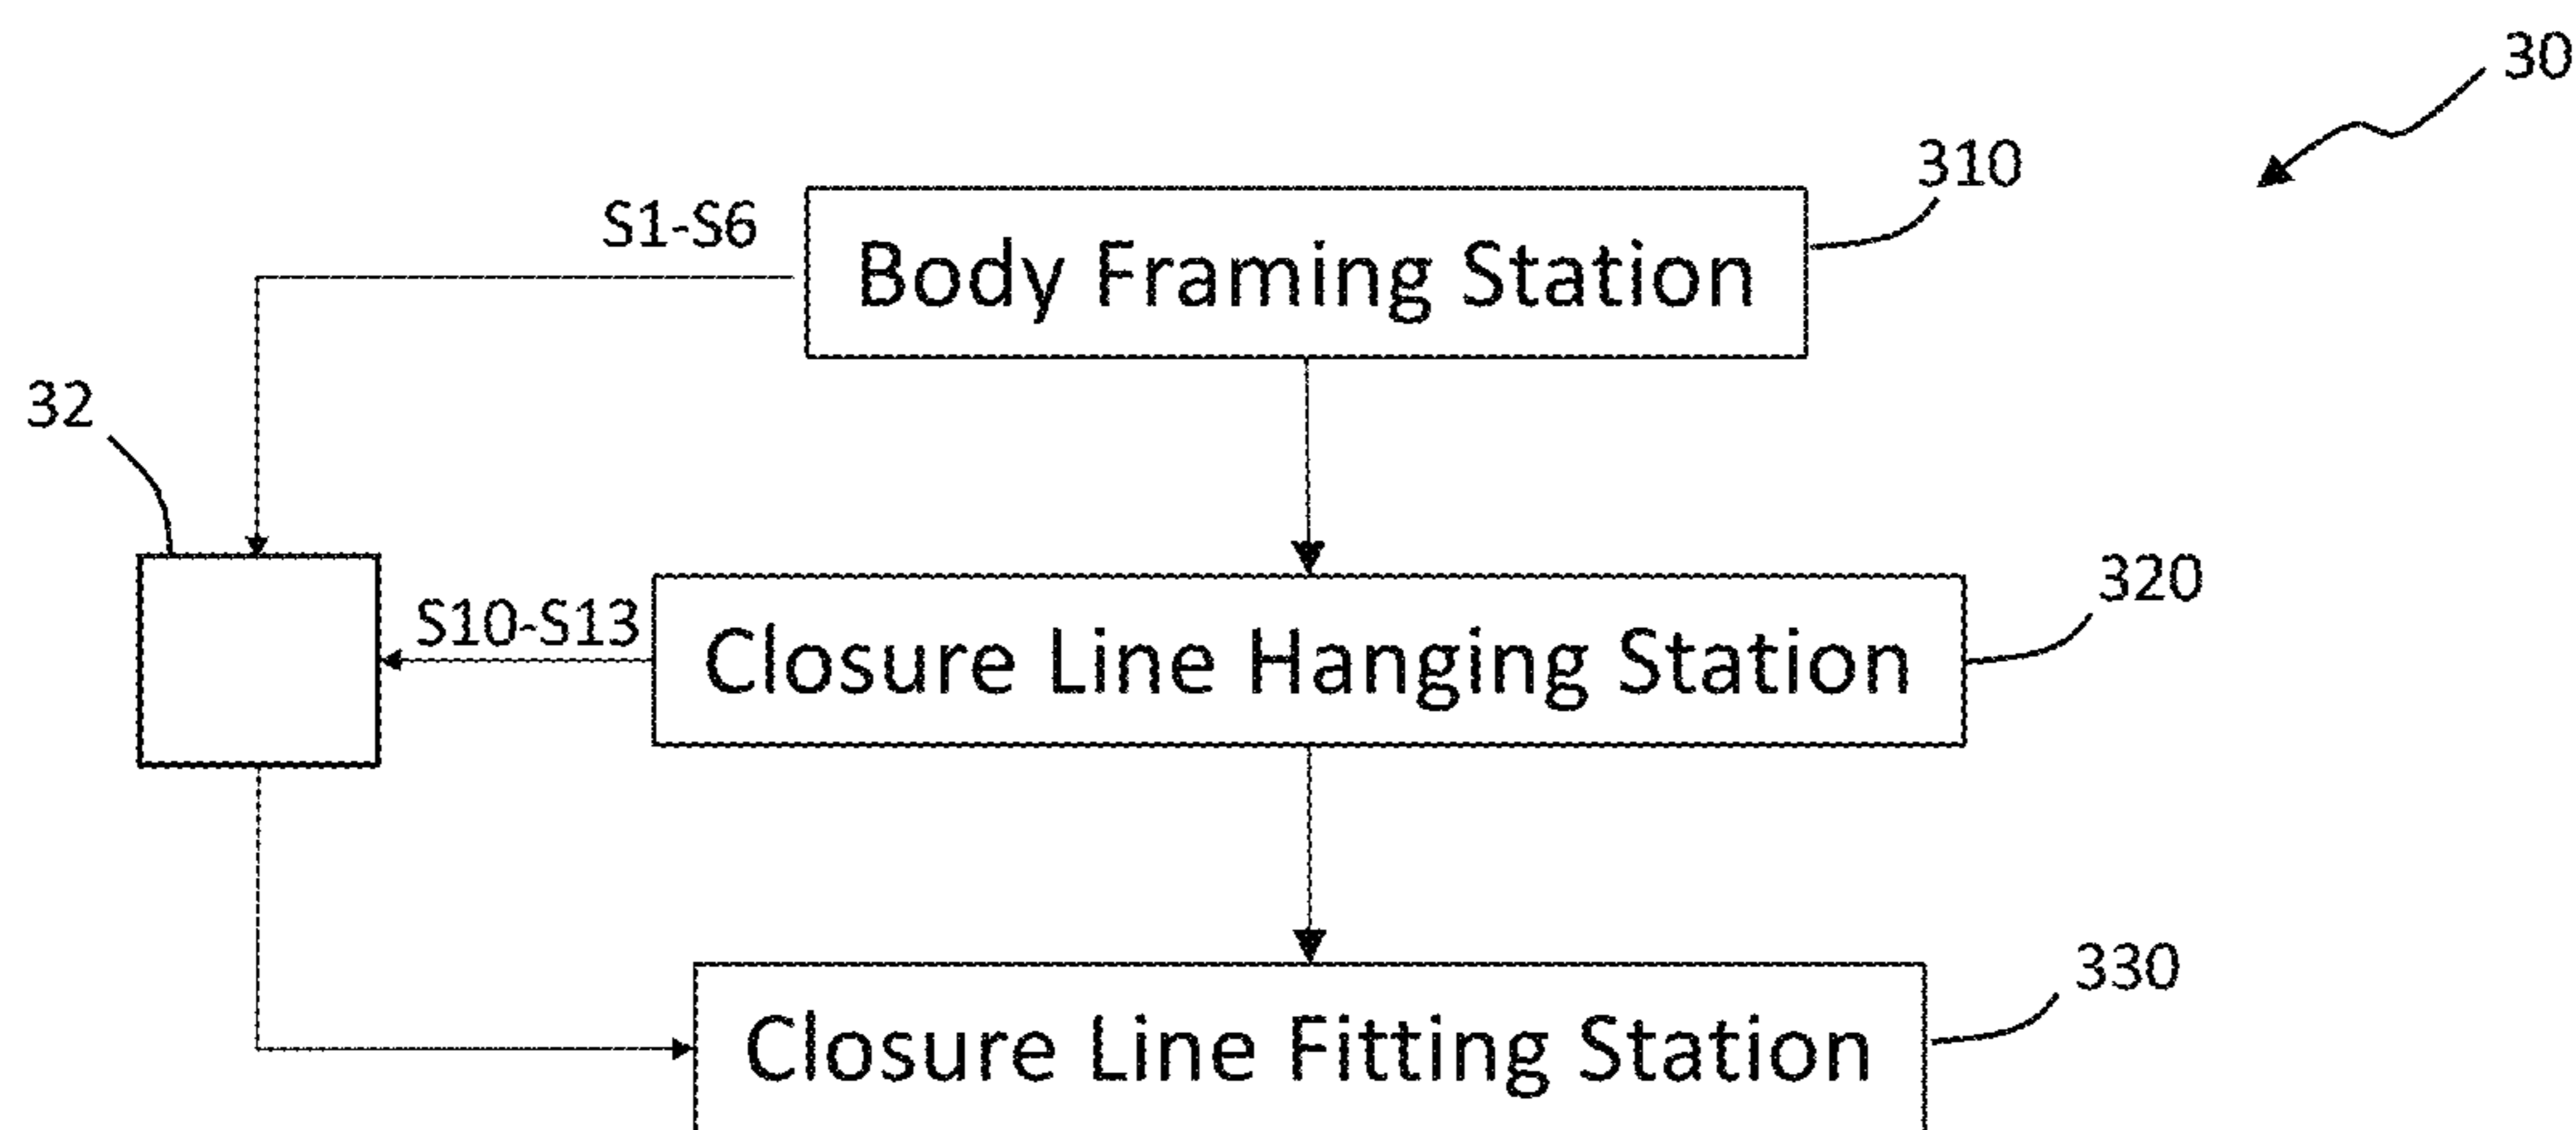 30
310
S1-S6
Body Framing Station
32
320
S10-S13
Closure Line Hanging Station
330
Closure Line Fitting Station